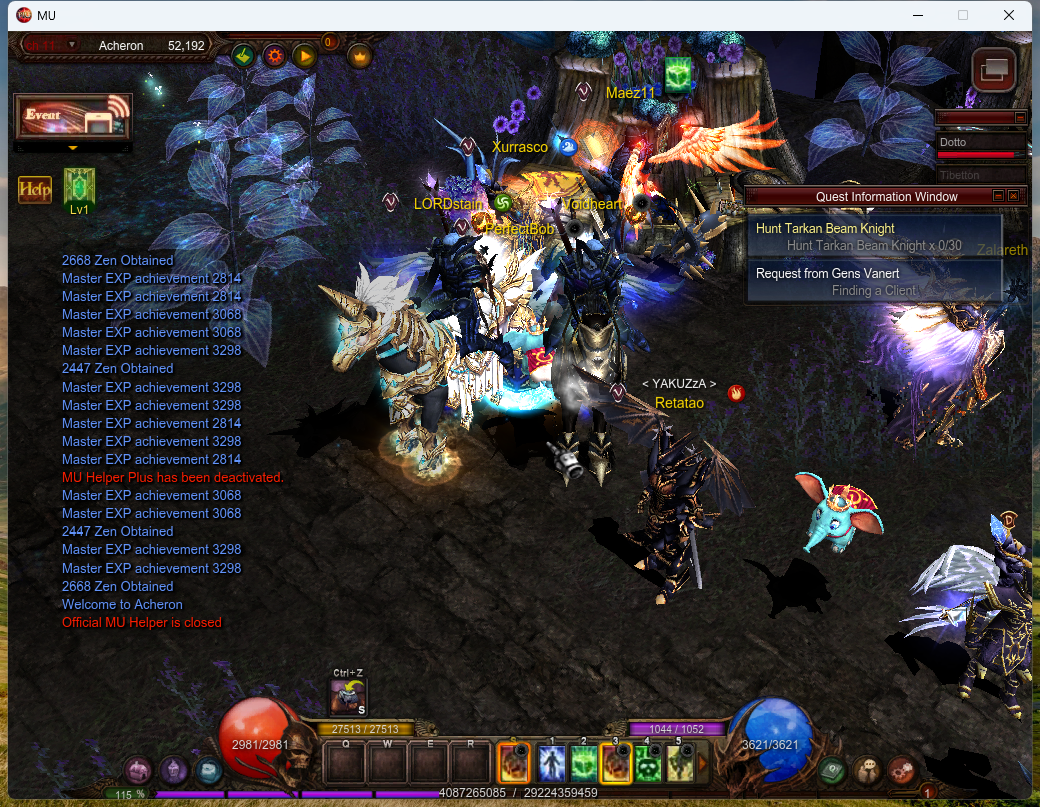 MU
Acheron 52,192
0
Event
Help
Lv1
Maez11
Xurrasco
LORDstain
Voidheart
PerfectBob
Dotto
Tibetton
Quest Information Window
Hunt Tarkan Beam Knight
Hunt Tarkan Beam Knight x 0/30
Zalareth
Request from Gens Vanert
Finding a Client
2668 Zen Obtained
Master EXP achievement 2814
Master EXP achievement 2814
Master EXP achievement 3068
Master EXP achievement 3068
Master EXP achievement 3298
2447 Zen Obtained
Master EXP achievement 3298
Master EXP achievement 3298
Master EXP achievement 2814
Master EXP achievement 3298
Master EXP achievement 2814
MU Helper Plus has been deactivated.
Master EXP achievement 3068
Master EXP achievement 3068
2447 Zen Obtained
Master EXP achievement 3298
Master EXP achievement 3298
2668 Zen Obtained
Welcome to Acheron
Official MU Helper is closed
< YAKUZzA >
Retatao
Ctrl+Z
S
27513 / 27513
1044 / 1052
2981/2981
Q W E R
1 2 3 4 5
3621/3621
115 %
4087265085 / 29224359459
1